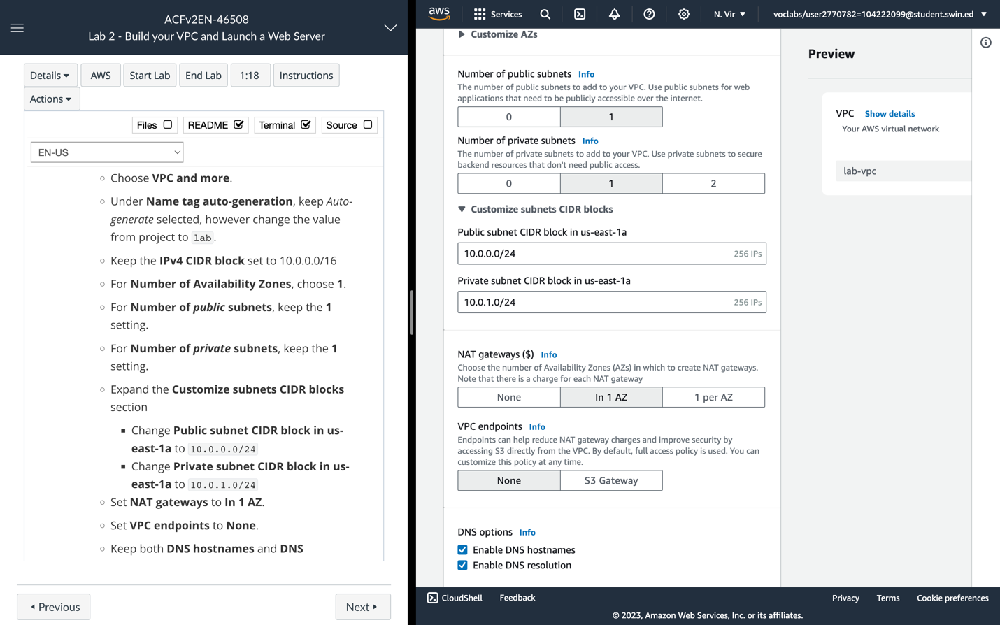 ACFv2EN-46508
Lab 2 - Build your VPC and Launch a Web Server
Details
AWS
Start Lab
End Lab
1:18
Instructions
Actions
Files
README
Terminal
Source
EN-US
Choose VPC and more.
Under Name tag auto-generation, keep Auto-
generate selected, however change the value
from project to lab.
Keep the IPv4 CIDR block set to 10.0.0.0/16
For Number of Availability Zones, choose 1.
For Number of public subnets, keep the 1
setting.
For Number of private subnets, keep the 1
setting.
Expand the Customize subnets CIDR blocks
section
Change Public subnet CIDR block in us-
east-1a to 10.0.0.0/24
Change Private subnet CIDR block in us-
east-1a to 10.0.1.0/24
Set NAT gateways to In 1 AZ.
Set VPC endpoints to None.
Keep both DNS hostnames and DNS
Previous
Next
aws
Services
N. Vir
voclabs/user2770782=104222099@student.swin.ed
Customize AZs
Number of public subnets Info
The number of public subnets to add to your VPC. Use public subnets for web
applications that need to be publicly accessible over the internet.
0
1
Number of private subnets Info
The number of private subnets to add to your VPC. Use private subnets to secure
backend resources that don't need public access.
0
1
2
Customize subnets CIDR blocks
Public subnet CIDR block in us-east-1a
10.0.0.0/24 256 IPs
Private subnet CIDR block in us-east-1a
10.0.1.0/24 256 IPs
NAT gateways ($) Info
Choose the number of Availability Zones (AZs) in which to create NAT gateways.
Note that there is a charge for each NAT gateway
None
In 1 AZ
1 per AZ
VPC endpoints Info
Endpoints can help reduce NAT gateway charges and improve security by
accessing S3 directly from the VPC. By default, full access policy is used. You can
customize this policy at any time.
None
S3 Gateway
DNS options Info
Enable DNS hostnames
Enable DNS resolution
Preview
VPC Show details
Your AWS virtual network
lab-vpc
CloudShell
Feedback
Privacy
Terms
Cookie preferences
© 2023, Amazon Web Services, Inc. or its affiliates.